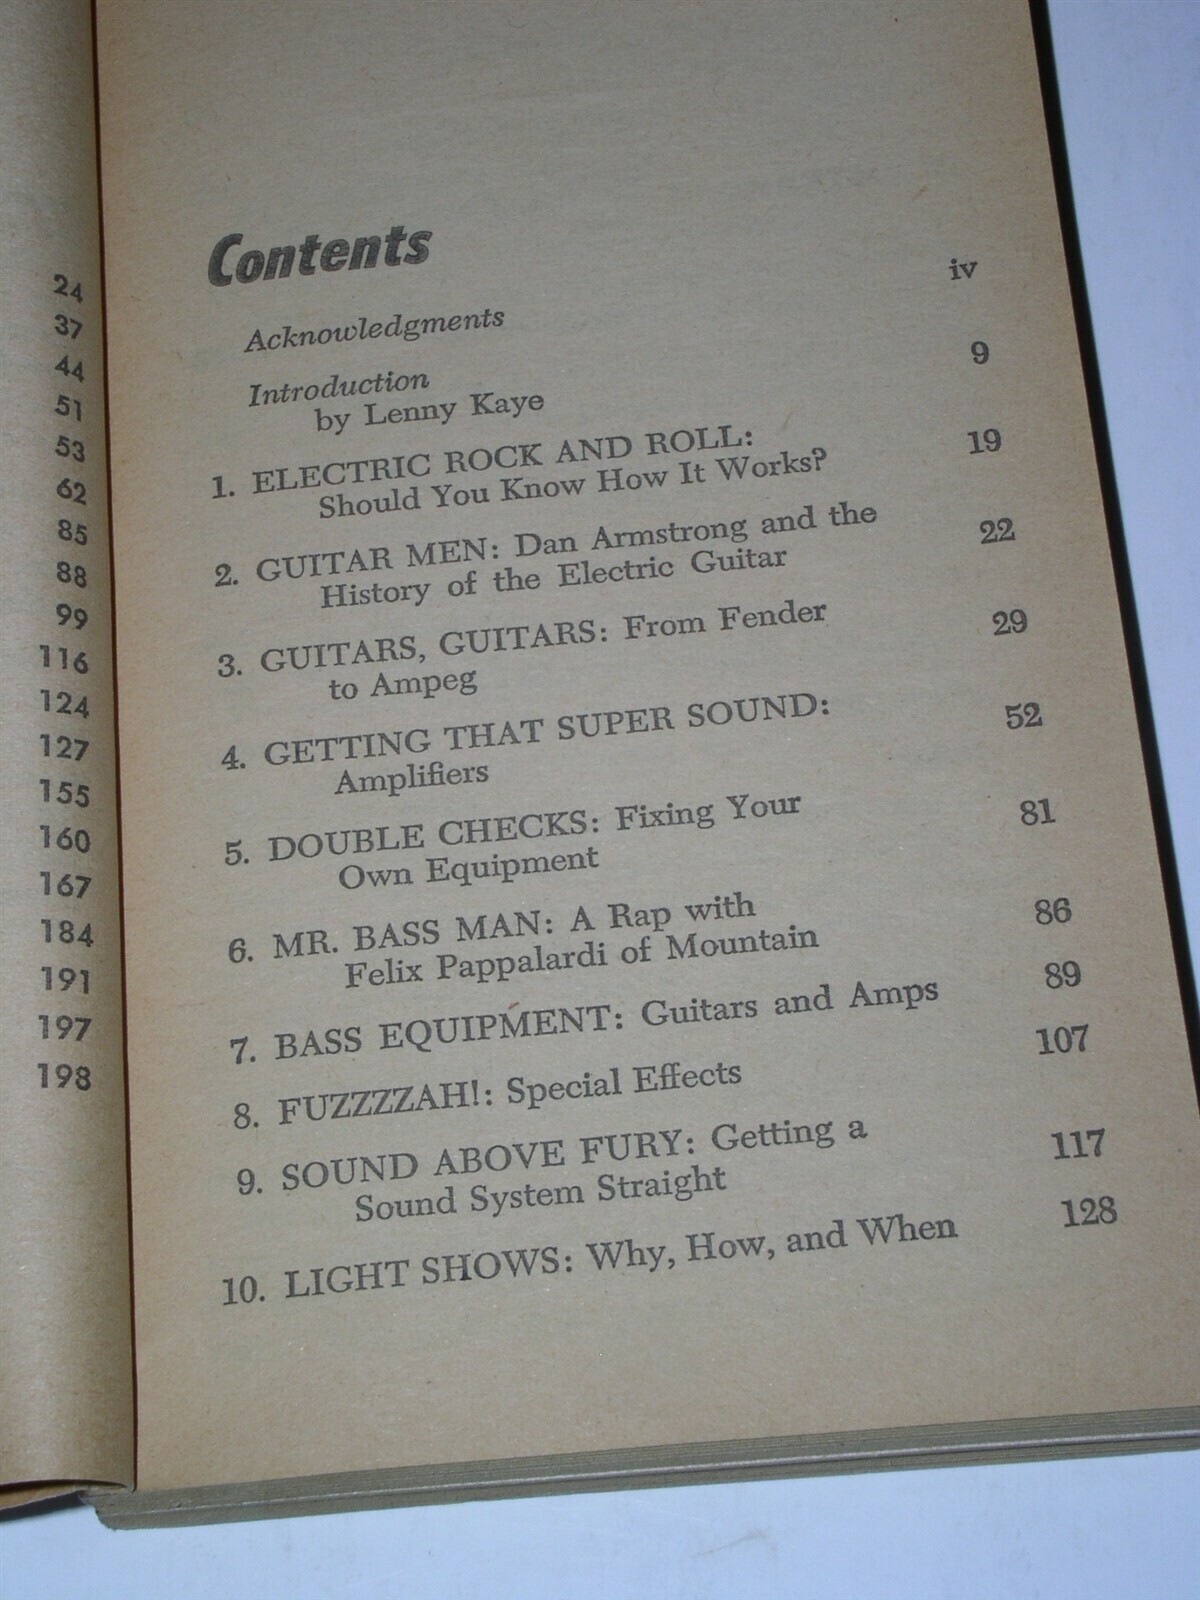 24
37
44
51
53
62
85
88
99
116
124
127
155
160
167
184
191
197
198
Contents
Acknowledgments iv
Introduction 9
by Lenny Kaye
1. ELECTRIC ROCK AND ROLL: 19
Should You Know How It Works?
2. GUITAR MEN: Dan Armstrong and the 22
History of the Electric Guitar
3. GUITARS, GUITARS: From Fender 29
to Ampeg
4. GETTING THAT SUPER SOUND: 52
Amplifiers
5. DOUBLE CHECKS: Fixing Your 81
Own Equipment
6. MR. BASS MAN: A Rap with 86
Felix Pappalardi of Mountain
7. BASS EQUIPMENT: Guitars and Amps 89
8. FUZZZZAH!: Special Effects 107
9. SOUND ABOVE FURY: Getting a 117
Sound System Straight
10. LIGHT SHOWS: Why, How, and When 128